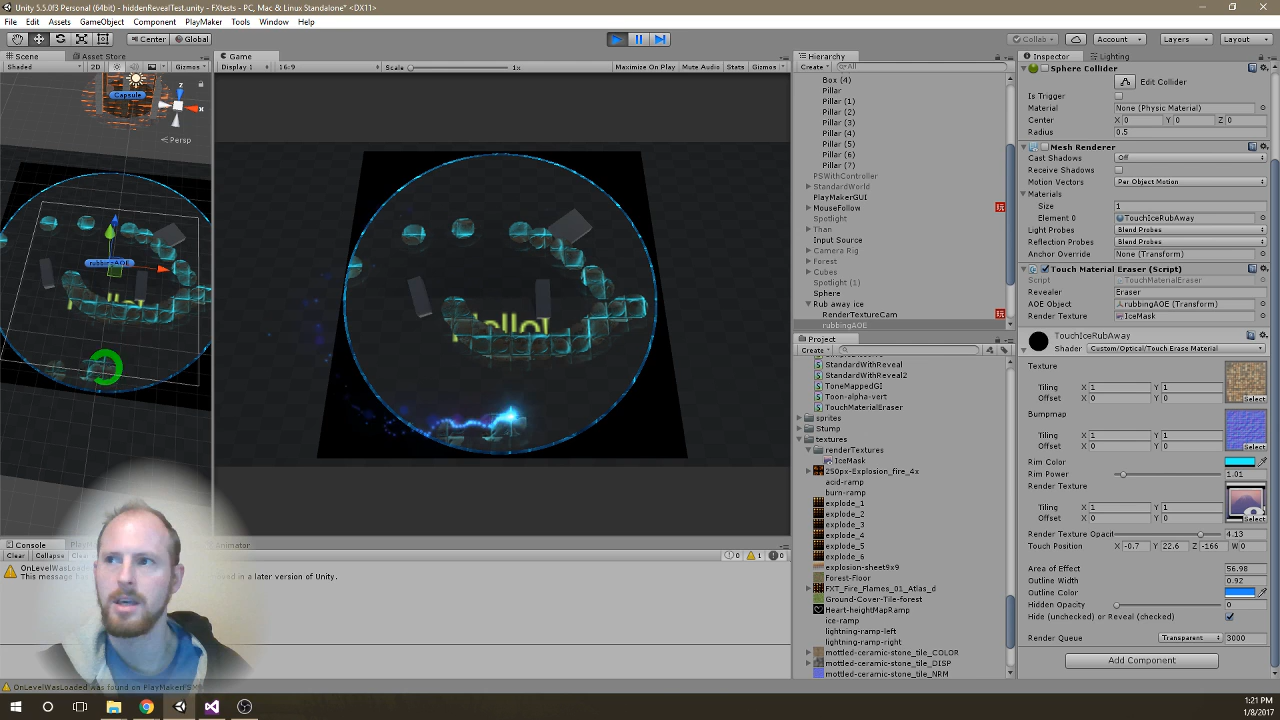 Unity 5.5.0f3 Personal (64bit) - hiddenRevealTest.unity - FXtests - PC, Mac & Linux Standalone* <DX11>
File Edit Assets GameObject Component PlayMaker Tools Window Help
Center Global Collab Account Layers Layout
Scene Asset Store
Shaded 2D Gizmos
Capsule
z
x
Persp
rubbingAOE
Game
Display 1 16:9 Scale 1x Maximize On Play Mute Audio Stats Gizmos
Hierarchy
Create All
Box (4)
Pillar
Pillar (1)
Pillar (2)
Pillar (3)
Pillar (4)
Pillar (5)
Pillar (6)
Pillar (7)
PSWithController
StandardWorld
PlayMakerGUI
MouseFollow
Spotlight
Than
Input Source
Camera Rig
Forest
Cubes
Spotlight (1)
Sphere
Rub away ice
RenderTextureCam
rubbingAOE
Project
Create
StandardWithReveal
StandardWithReveal2
ToneMappedGI
Toon-alpha-vert
TouchMaterialEraser
sprites
Stump
textures
renderTextures
IceMask
250px-Explosion_fire_4x
acid-ramp
burn-ramp
explode_1
explode_2
explode_3
explode_4
explode_5
explode_6
explosion-sheet9x9
Forest-Floor
FXT_Fire_Flames_01_Atlas_d
Ground-Cover-Tile-forest
Heart-heightMapRamp
ice-ramp
lightning-ramp-left
lightning-ramp-right
mottled-ceramic-stone_tile_COLOR
mottled-ceramic-stone_tile_DISP
mottled-ceramic-stone_tile_NRM
Inspector Lighting
Sphere Collider
Edit Collider
Is Trigger
Material None (Physic Material)
Center X 0 Y 0 Z 0
Radius 0.5
Mesh Renderer
Cast Shadows Off
Receive Shadows
Motion Vectors Per Object Motion
Materials
Size 1
Element 0 TouchIceRubAway
Light Probes Blend Probes
Reflection Probes Blend Probes
Anchor Override None (Transform)
Touch Material Eraser (Script)
Script TouchMaterialEraser
Revealer Eraser
AOE Object rubbingAOE (Transform)
Render Texture IceMask
TouchIceRubAway
Shader Custom/Optical/Touch Erase Material
Texture
Tiling X 1 Y 1
Offset X 0 Y 0 Select
Bumpmap
Tiling X 1 Y 1
Offset X 0 Y 0 Select
Rim Color
Rim Power 1.01
Render Texture
Tiling X 1 Y 1
Offset X 0 Y 0 Select
Render Texture Opacit 4.13
Touch Position X -0.7 Y 22.6 Z -166 W 0
Area of Effect 56.98
Outline Width 0.92
Outline Color
Hidden Opacity 0
Hide (unchecked) or Reveal (checked)
Render Queue Transparent 3000
Add Component
Console Animator
Clear Collapse 0 1 0
OnLevelWasLoa
This message has ved in a later version of Unity.
OnLevelWasLoaded was found on PlayMaker
1:21 PM
1/8/2017